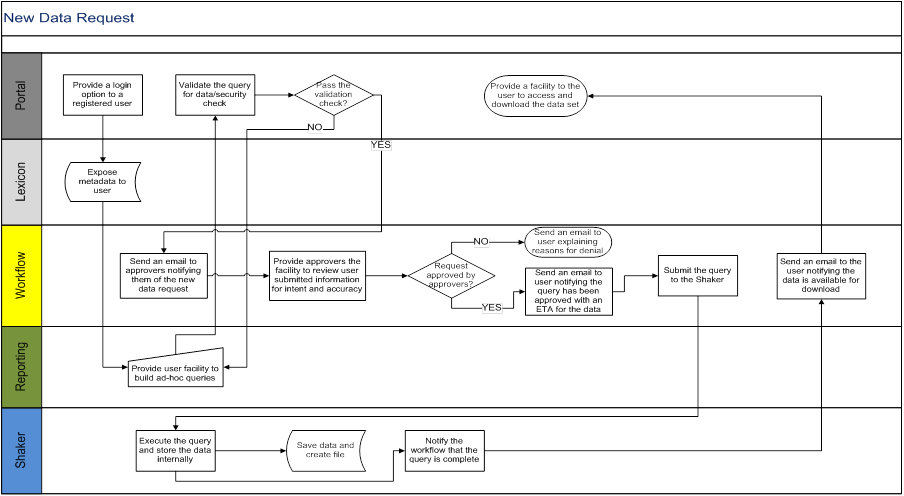 New Data Request
Portal
Provide a login
option to a
registered user
Validate the query
for data/security
check
Pass the
validation
check?
NO
YES
Provide a facility to the
user to access and
download the data set
Lexicon
Expose
metadata to
user
Workflow
Send an email to
approvers notifying
them of the new
data request
Provide approvers the
facility to review user
submitted information
for intent and accuracy
Request
approved by
approvers?
NO
Send an email to
user explaining
reasons for denial
YES
Send an email to
user notifying the
query has been
approved with an
ETA for the data
Submit the query
to the Shaker
Send an email to the
user notifying the
data is available for
download
Reporting
Provide user facility to
build ad-hoc queries
Shaker
Execute the query
and store the data
internally
Save data and
create file
Notify the
workflow that the
query is complete